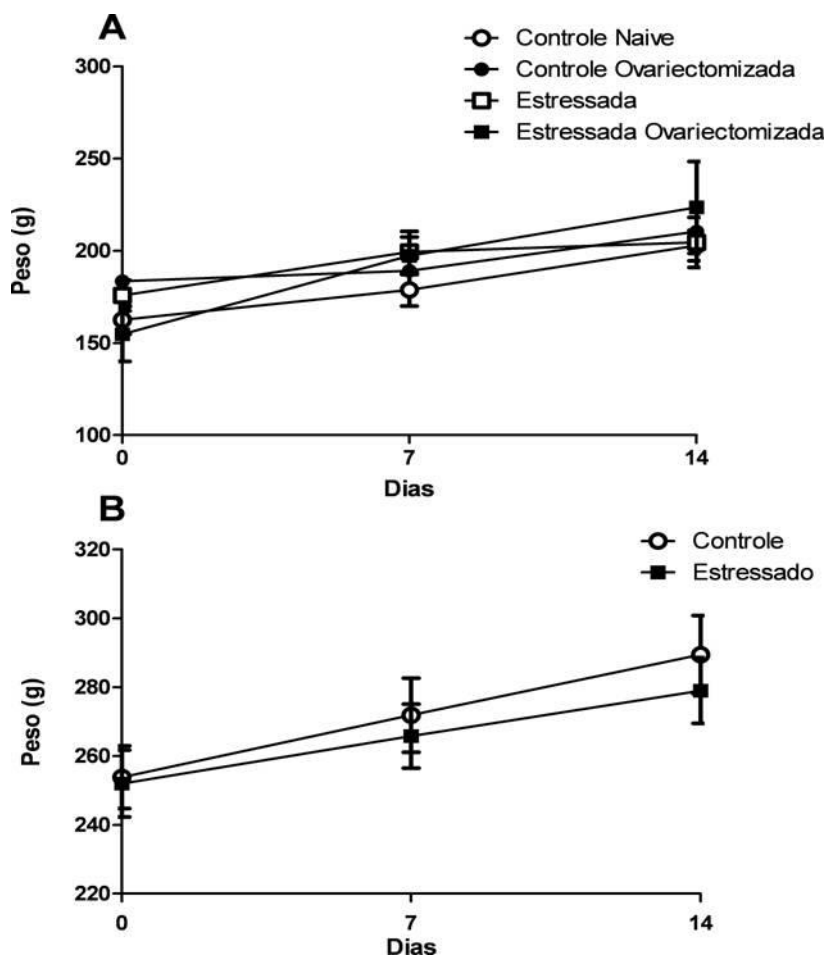 A
Controle Naive
Controle Ovariectomizada
Estressada
Estressada Ovariectomizada
300
250
200
150
100
Peso (g)
0 7 14
Dias
B
Controle
Estressado
320
300
280
260
240
220
Peso (g)
0 7 14
Dias